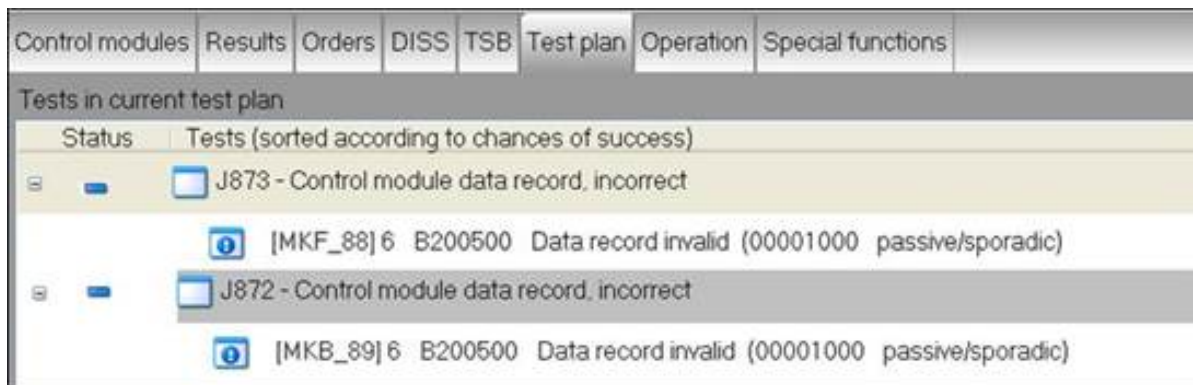 Control modules Results Orders DISS TSB Test plan Operation Special functions
Tests in current test plan
Status Tests (sorted according to chances of success)
J873 - Control module data record, incorrect
[MKF_88] 6 B200500 Data record invalid (00001000 passive/sporadic)
J872 - Control module data record, incorrect
[MKB_89] 6 B200500 Data record invalid (00001000 passive/sporadic)